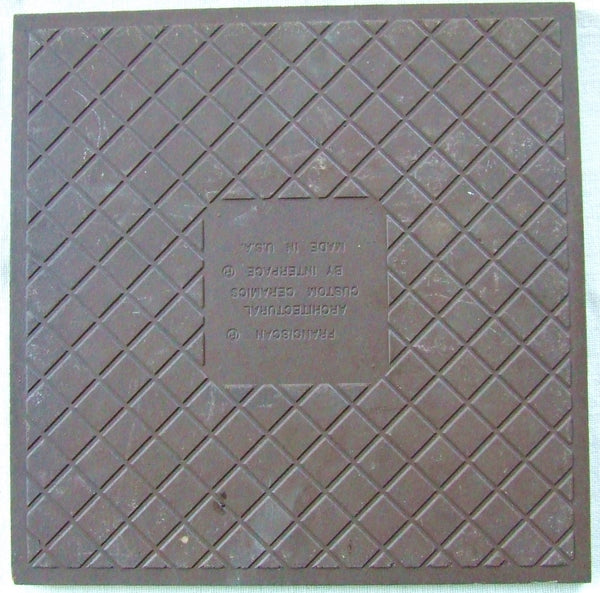 FRANCISCAN ®
ARCHITECTURAL
CUSTOM CERAMICS
BY INTERPACE ®
MADE IN U.S.A.